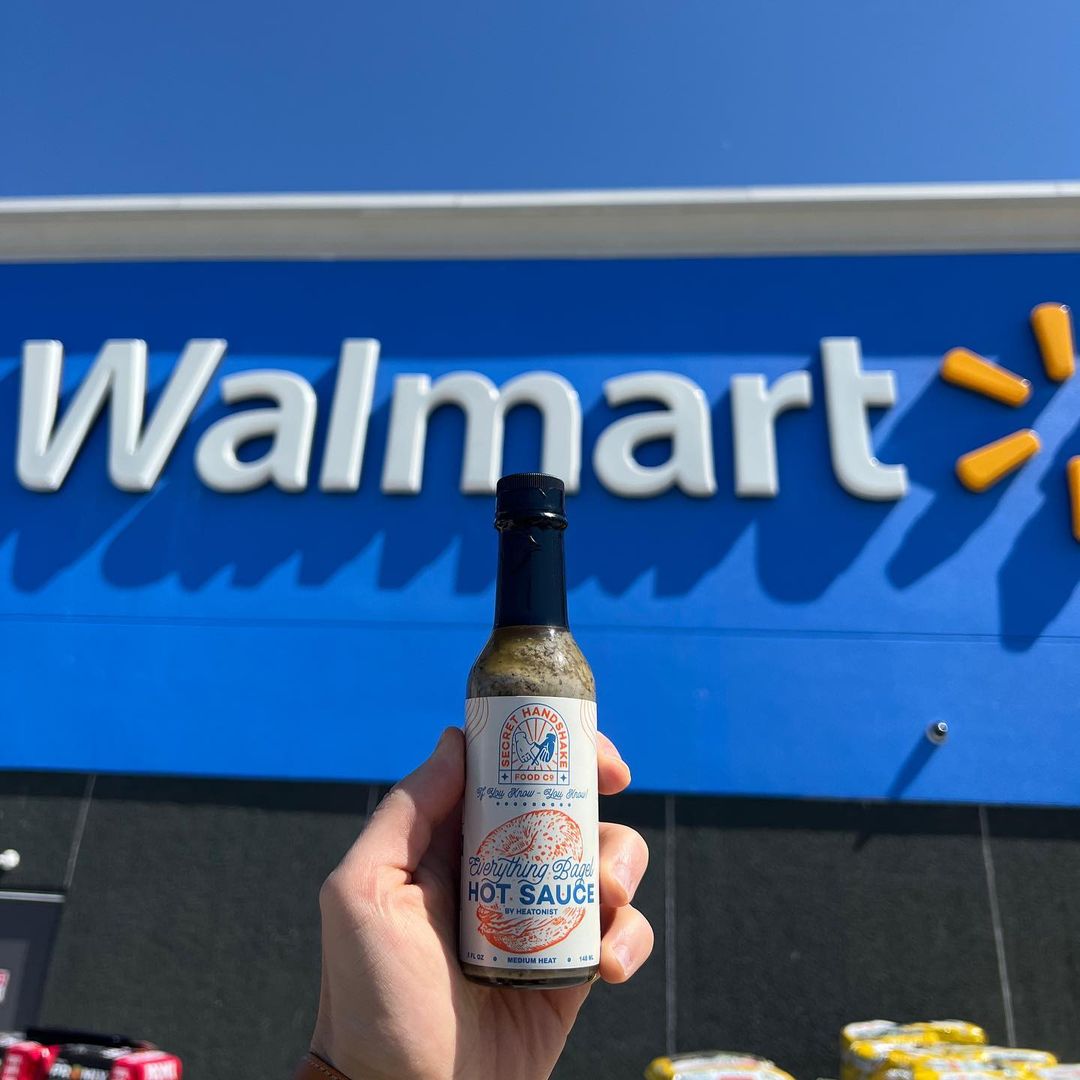 Walmart
SECRET HANDSHAKE
FOOD CO
If You Know - You Know!
Everything Bagel
HOT SAUCE
BY HEATONIST
5 FL OZ MEDIUM HEAT 148 ML